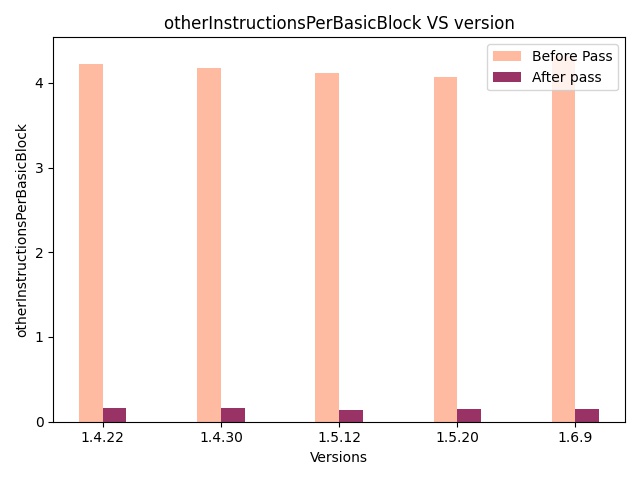 otherInstructionsPerBasicBlock VS version
Before Pass
After pass
otherInstructionsPerBasicBlock
4
3
2
1
0
1.4.22
1.4.30
1.5.12
1.5.20
1.6.9
Versions